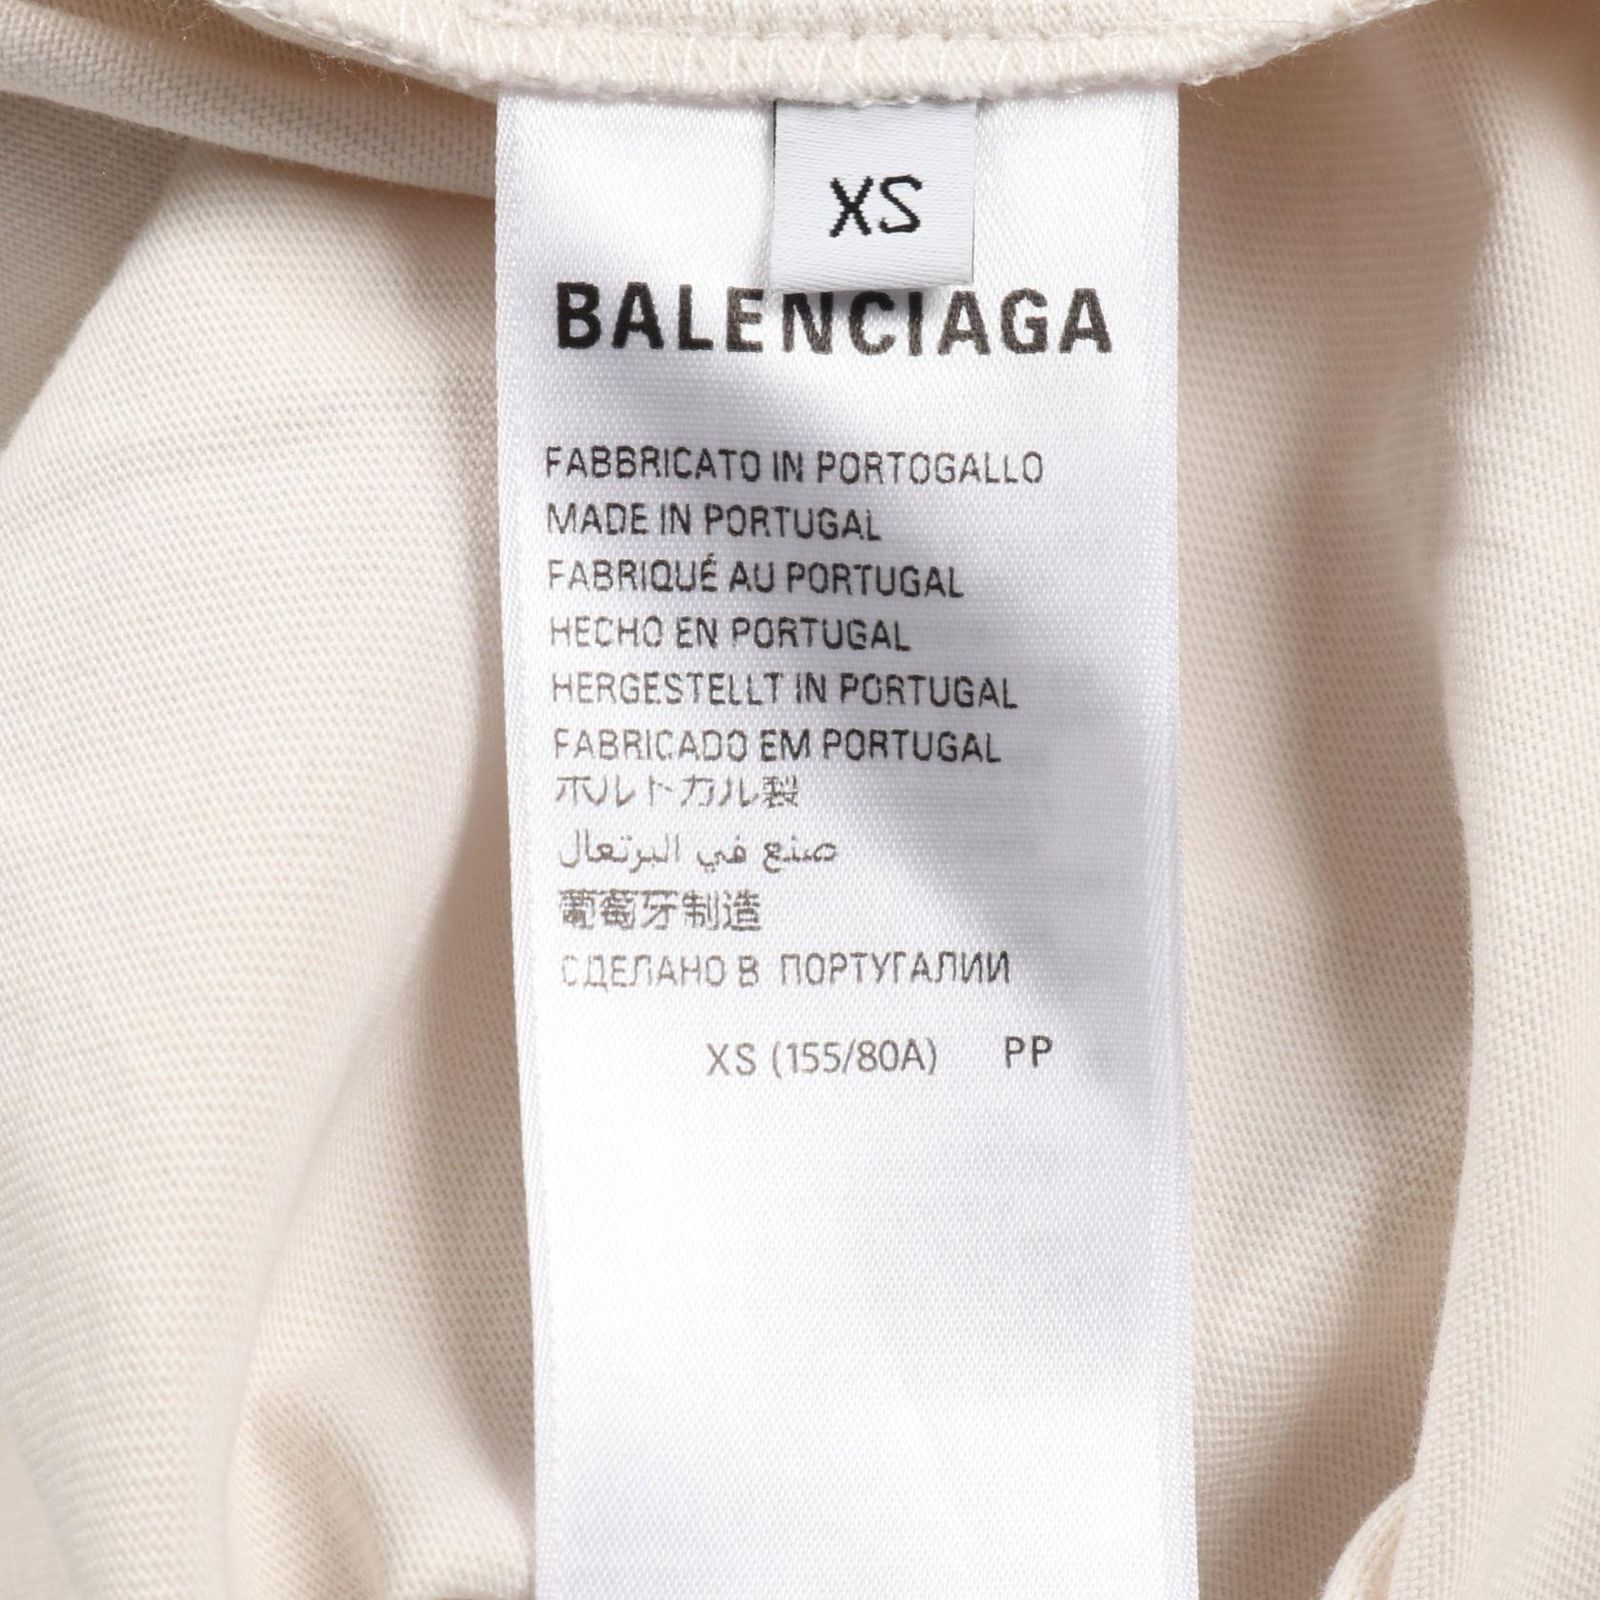 XS
BALENCIAGA
FABBRICATO IN PORTOGALLO
MADE IN PORTUGAL
FABRIQUÉ AU PORTUGAL
HECHO EN PORTUGAL
HERGESTELLT IN PORTUGAL
FABRICADO EM PORTUGAL
ポルトガル製
صنع في البرتغال
葡萄牙制造
СДЕЛАНО В ПОРТУГАЛИИ
XS (155/80A) PP